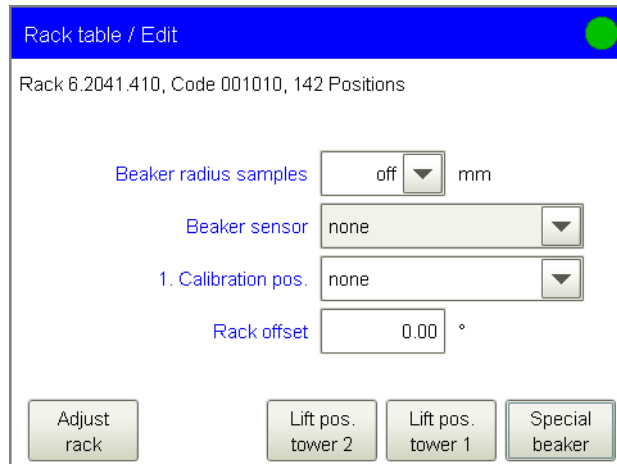 Rack table / Edit
Rack 6.2041.410, Code 001010, 142 Positions
Beaker radius samples off mm
Beaker sensor none
1. Calibration pos. none
Rack offset 0.00 °
Adjust rack
Lift pos. tower 2
Lift pos. tower 1
Special beaker